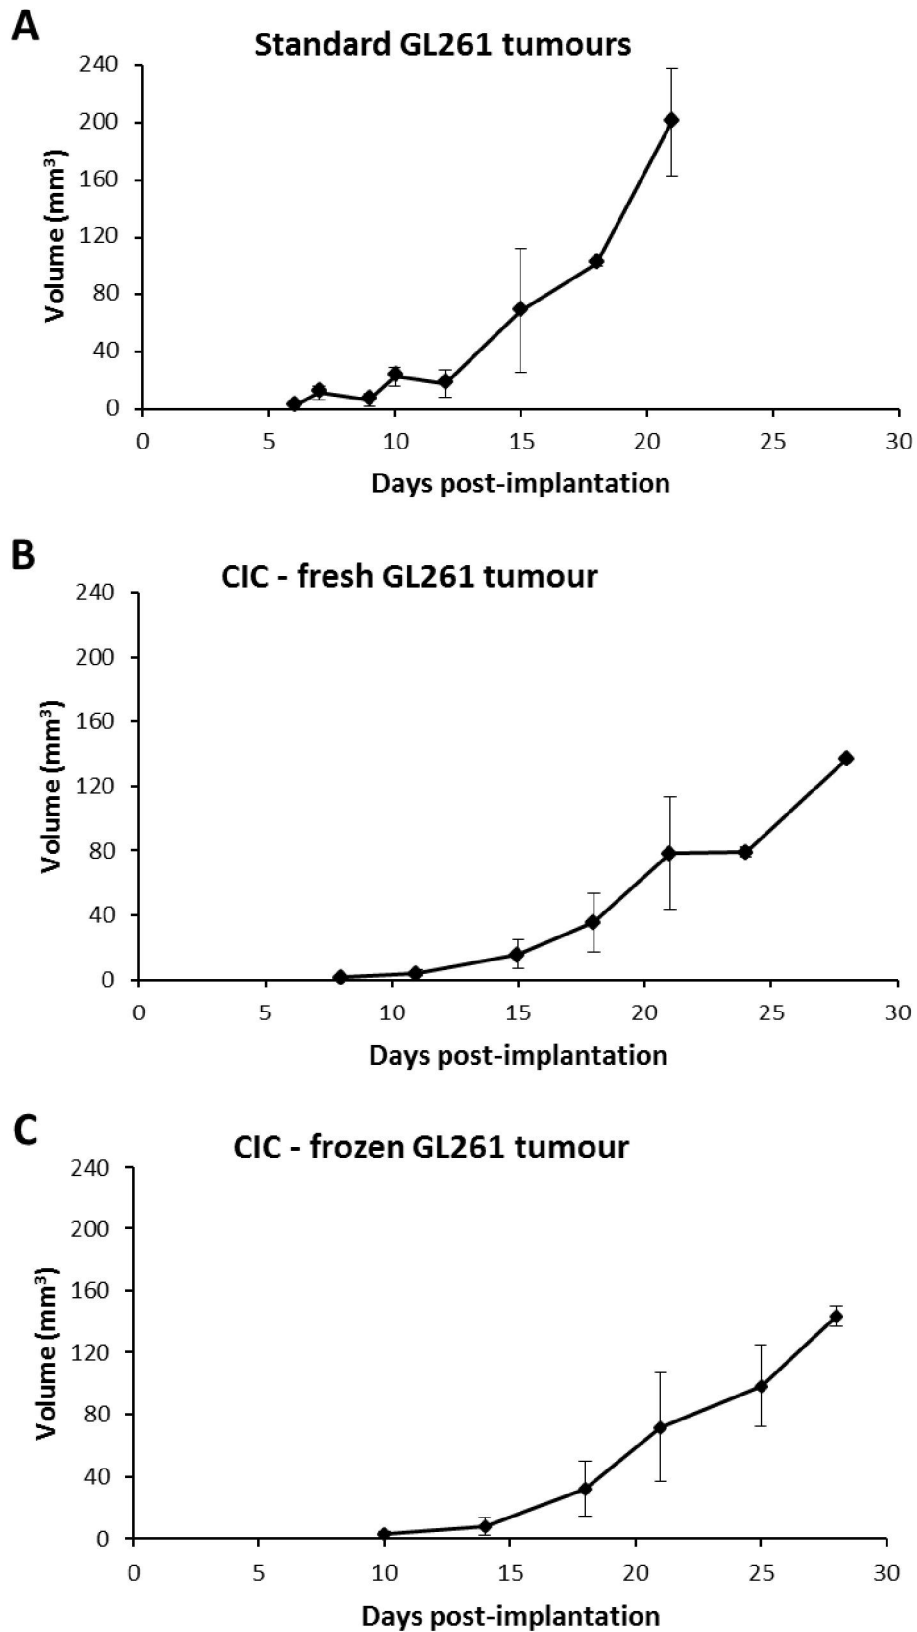 A
Standard GL261 tumours
240
200
160
120
80
40
0
Volume (mm³)
0 5 10 15 20 25 30
Days post-implantation
B
CIC - fresh GL261 tumour
240
200
160
120
80
40
0
Volume (mm³)
0 5 10 15 20 25 30
Days post-implantation
C
CIC - frozen GL261 tumour
240
200
160
120
80
40
0
Volume (mm³)
0 5 10 15 20 25 30
Days post-implantation